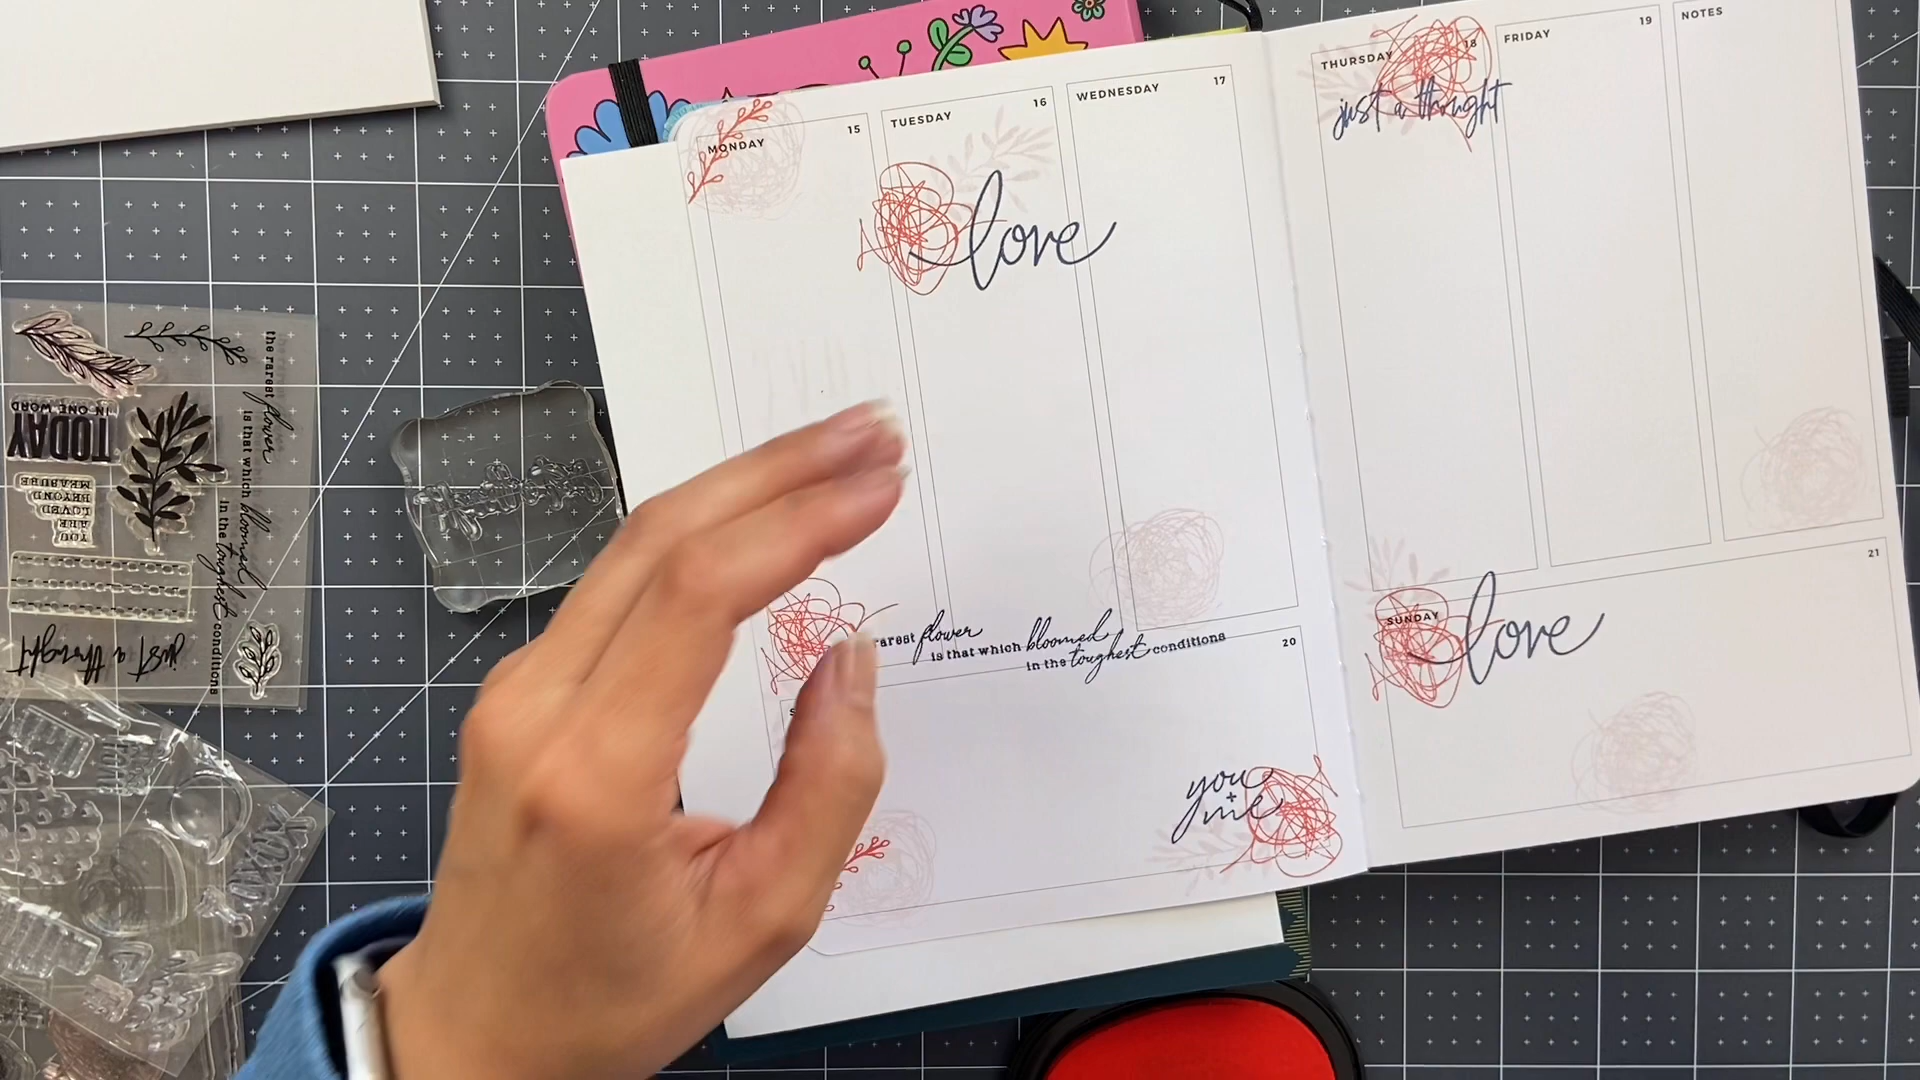 MONDAY 15
TUESDAY 16
WEDNESDAY 17
love
rarest flower
is that which bloomed
in the toughest conditions
20
you
+
me
THURSDAY 18
just a thought
FRIDAY 19
NOTES
SUNDAY 21
love
the rarest flower
is that which bloomed
in the toughest conditions
TODAY
IN ONE WORD
YOU
ARE
LOVED
BEYOND
MEASURE
just a thought